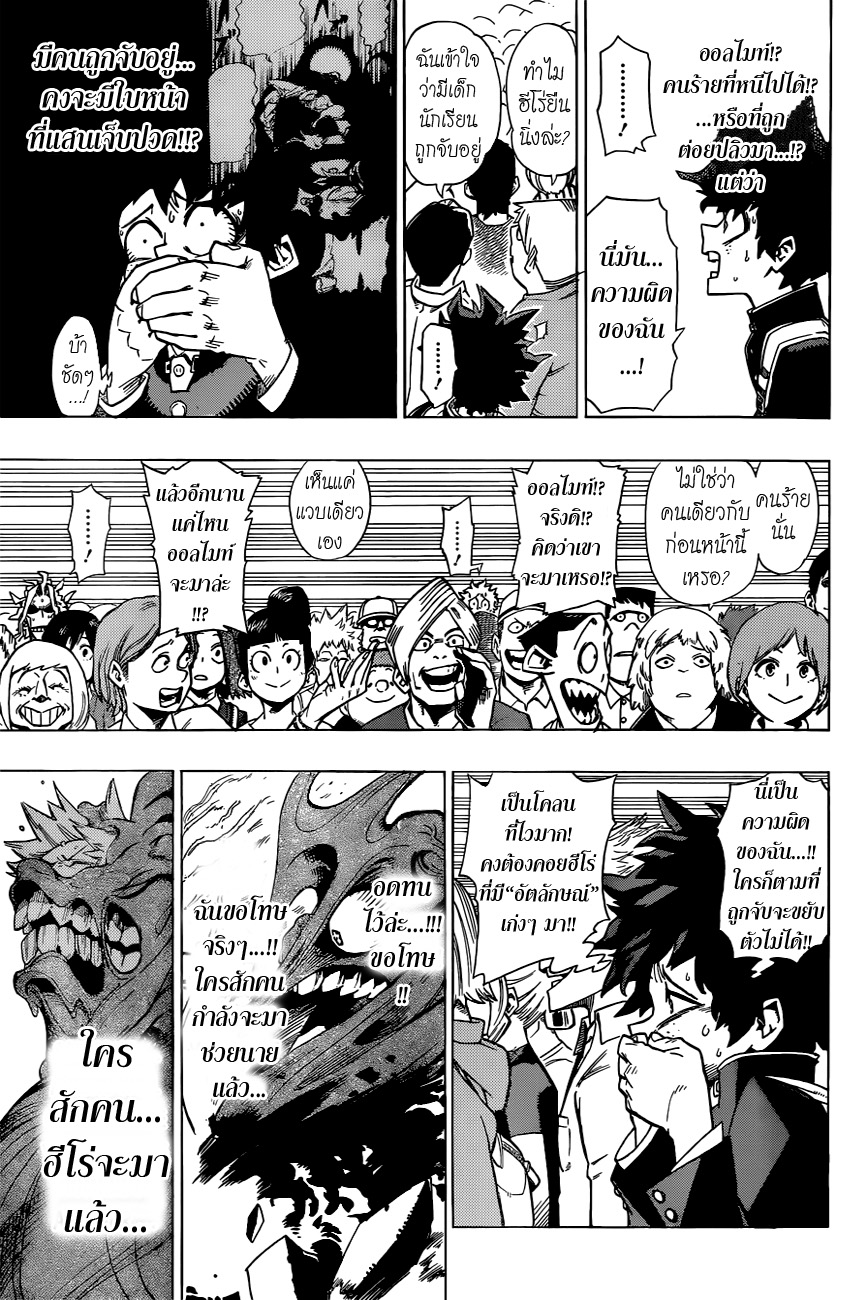 ออลไมท์!?
คนร้ายที่หนีไปได้!?
...หรือที่ถูก
ต่อยปลิวมา...!?
แต่ว่า
......!
นี่มัน...
ความผิด
ของฉัน
...!
ทำไม
ฮีโร่ยืน
นิ่งล่ะ?
ฉันเข้าใจ
ว่ามีเด็ก
นักเรียน
ถูกจับอยู่
......!
มีคนถูกจับอยู่...
คงจะมีใบหน้า
ที่แสนเจ็บปวด!!?
บ้า
ชัดๆ
...!
คนร้าย
นั่น
ไม่ใช่ว่า
คนเดียวกับ
ก่อนหน้านี้
เหรอ?
ออลไมท์!?
จริงดิ!?
คิดว่าเขา
จะมาเหรอ!?
......!
เห็นแค่
แวบเดียว
เอง
แล้วอีกนาน
แค่ไหน
ออลไมท์
จะมาล่ะ
!!?
......!
นี่เป็น
ความผิด
ของฉัน...!!
ใครก็ตามที่
ถูกจับจะขยับ
ตัวไม่ได้!!
เป็นโคลน
ที่ไวมาก!
คงต้องคอยฮีโร่
ที่มี“อัตลักษณ์”
เก่งๆ มา!!
อดทน
ไว้ล่ะ...!!!
ขอโทษ
!!
ฉันขอโทษ
จริงๆ...!!
ใครสักคน
กำลังจะมา
ช่วยนาย
แล้ว...
ใคร
สักคน...
ฮีโร่จะมา
แล้ว...